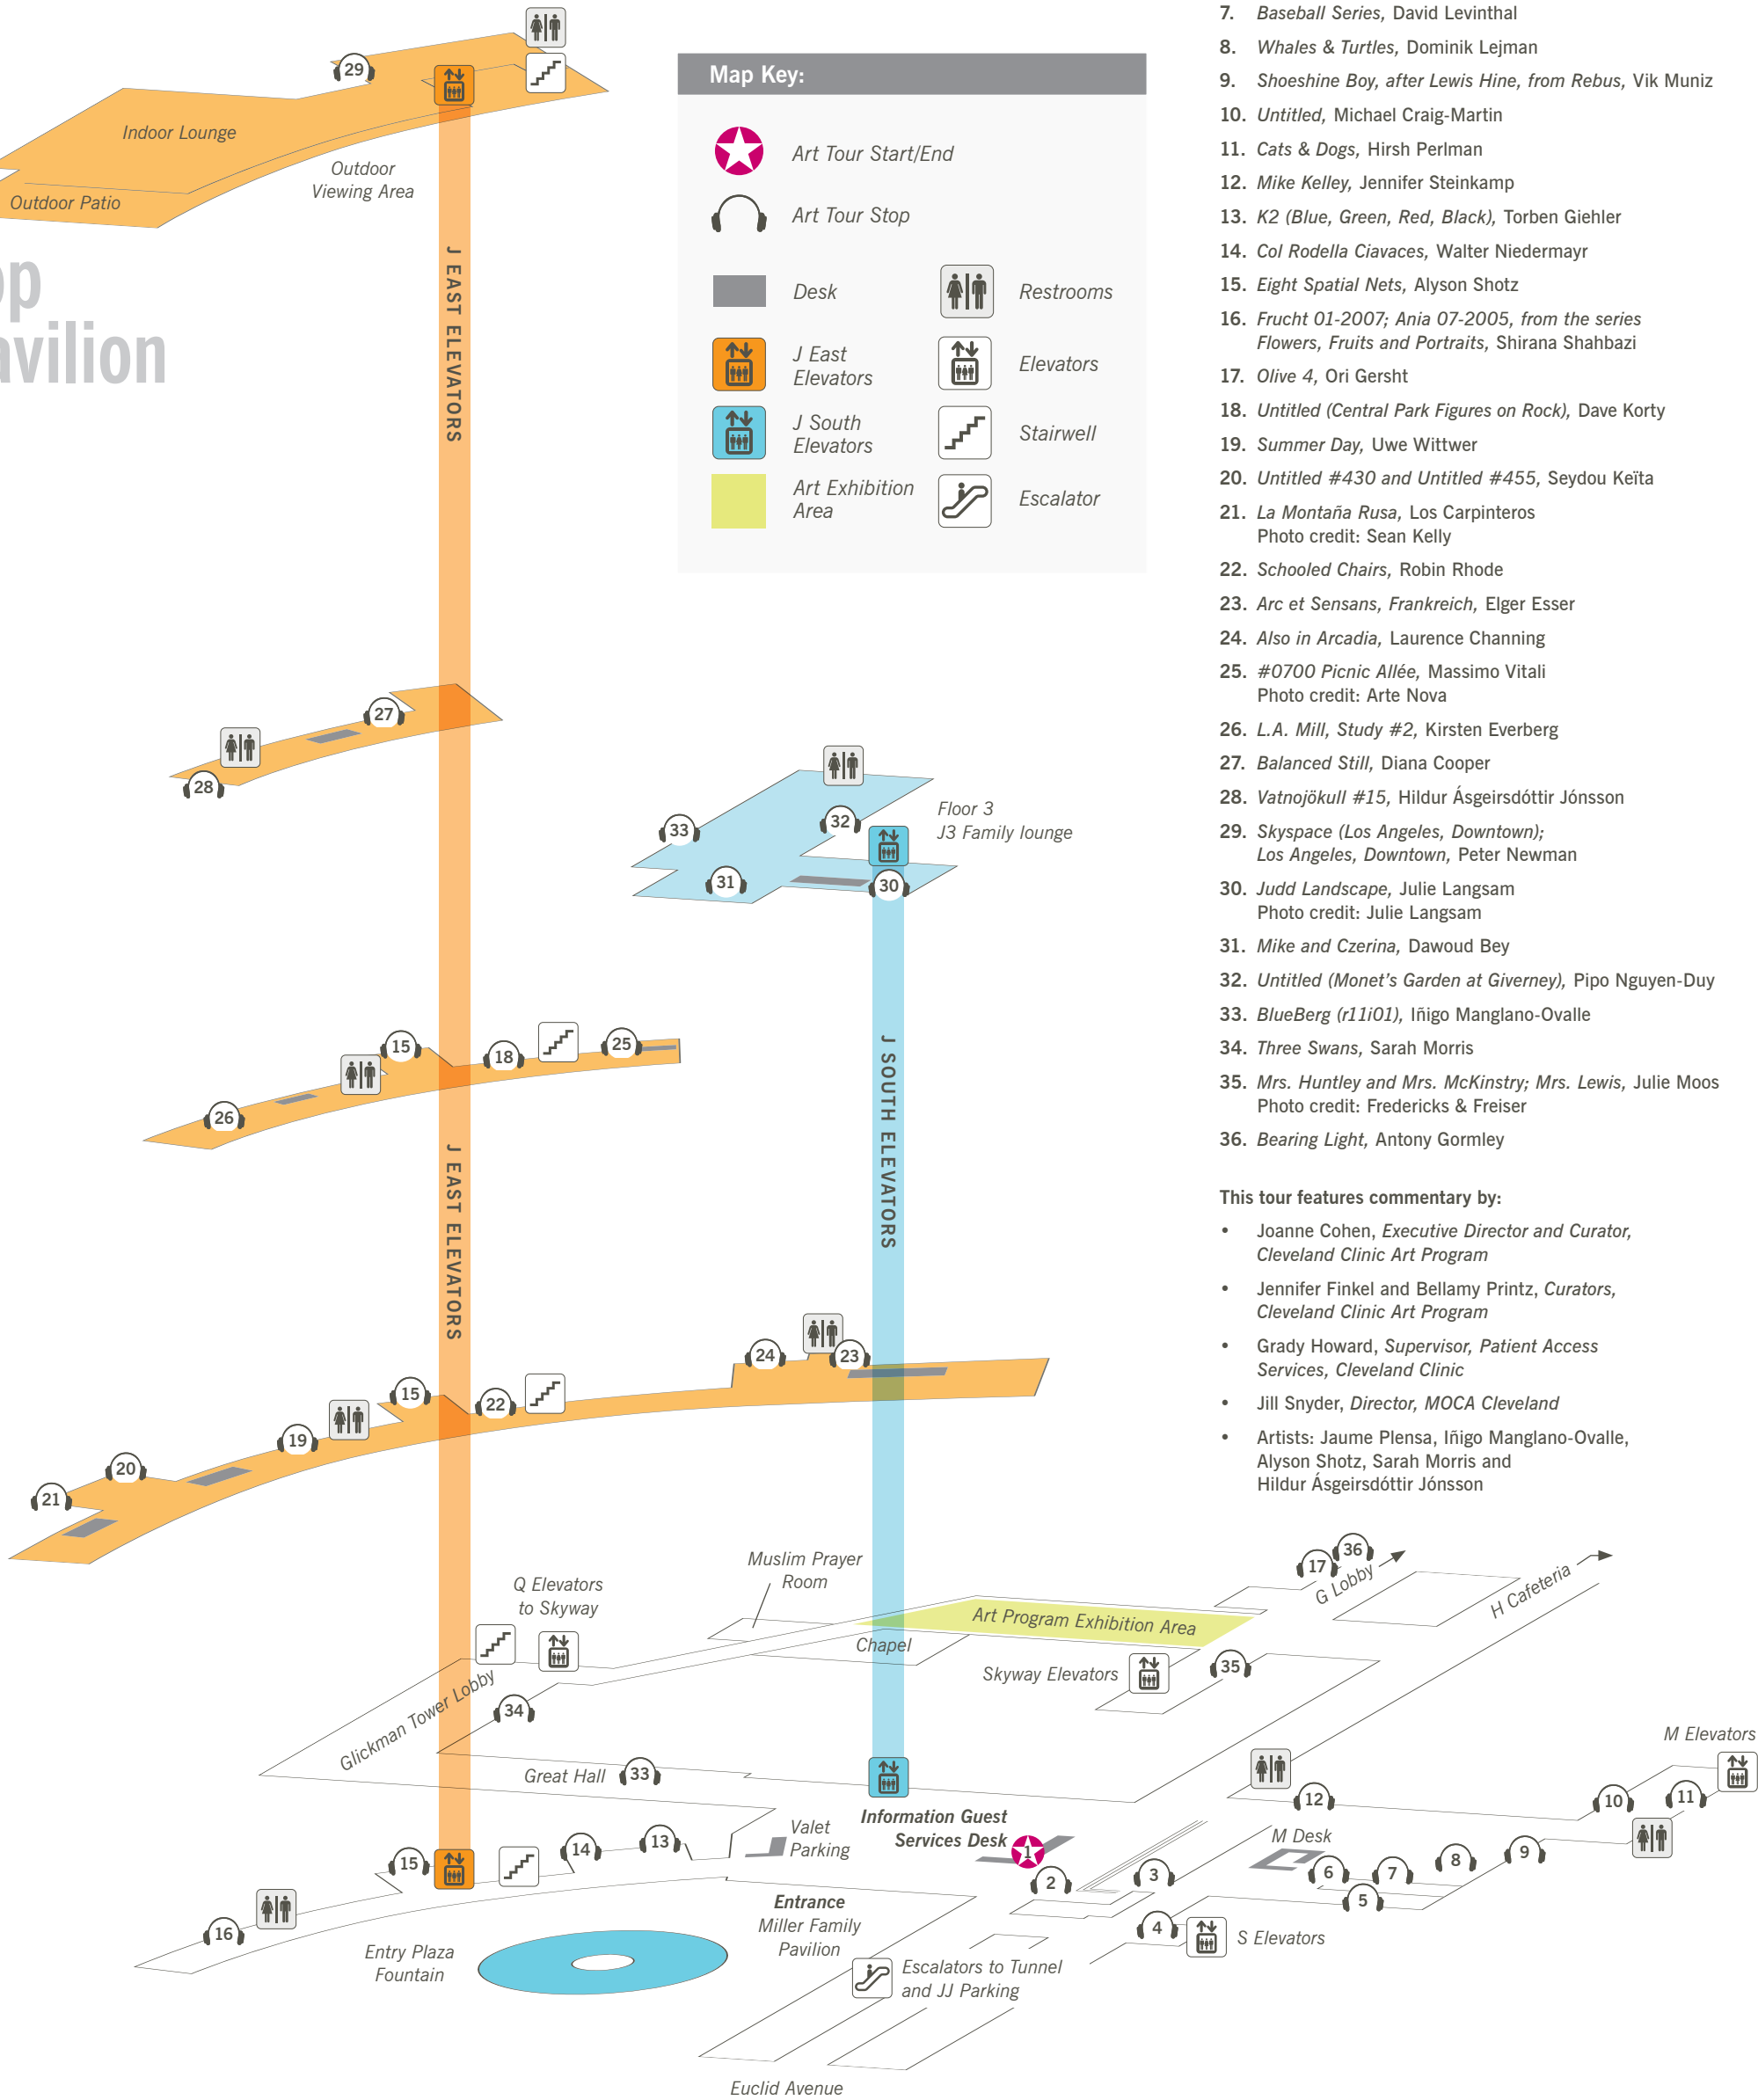 29
Indoor Lounge
Outdoor
Viewing Area
Outdoor Patio
J EAST ELEVATORS
Map Key:
Art Tour Start/End
Art Tour Stop
Desk
Restrooms
J East
Elevators
Elevators
J South
Elevators
Stairwell
Art Exhibition
Area
Escalator
7. Baseball Series, David Levinthal
8. Whales & Turtles, Dominik Lejman
9. Shoeshine Boy, after Lewis Hine, from Rebus, Vik Muniz
10. Untitled, Michael Craig-Martin
11. Cats & Dogs, Hirsh Perlman
12. Mike Kelley, Jennifer Steinkamp
13. K2 (Blue, Green, Red, Black), Torben Giehler
14. Col Rodella Ciavaces, Walter Niedermayr
15. Eight Spatial Nets, Alyson Shotz
16. Frucht 01-2007; Ania 07-2005, from the series
Flowers, Fruits and Portraits, Shirana Shahbazi
17. Olive 4, Ori Gersht
18. Untitled (Central Park Figures on Rock), Dave Korty
19. Summer Day, Uwe Wittwer
20. Untitled #430 and Untitled #455, Seydou Keïta
21. La Montaña Rusa, Los Carpinteros
Photo credit: Sean Kelly
22. Schooled Chairs, Robin Rhode
23. Arc et Sensans, Frankreich, Elger Esser
24. Also in Arcadia, Laurence Channing
25. #0700 Picnic Allée, Massimo Vitali
Photo credit: Arte Nova
26. L.A. Mill, Study #2, Kirsten Everberg
27. Balanced Still, Diana Cooper
28. Vatnojökull #15, Hildur Ásgeirsdóttir Jónsson
29. Skyspace (Los Angeles, Downtown);
Los Angeles, Downtown, Peter Newman
30. Judd Landscape, Julie Langsam
Photo credit: Julie Langsam
31. Mike and Czerina, Dawoud Bey
32. Untitled (Monet's Garden at Giverney), Pipo Nguyen-Duy
33. BlueBerg (r11i01), Iñigo Manglano-Ovalle
34. Three Swans, Sarah Morris
35. Mrs. Huntley and Mrs. McKinstry; Mrs. Lewis, Julie Moos
Photo credit: Fredericks & Freiser
36. Bearing Light, Antony Gormley
This tour features commentary by:
• Joanne Cohen, Executive Director and Curator,
Cleveland Clinic Art Program
• Jennifer Finkel and Bellamy Printz, Curators,
Cleveland Clinic Art Program
• Grady Howard, Supervisor, Patient Access
Services, Cleveland Clinic
• Jill Snyder, Director, MOCA Cleveland
• Artists: Jaume Plensa, Iñigo Manglano-Ovalle,
Alyson Shotz, Sarah Morris and
Hildur Ásgeirsdóttir Jónsson
27
28
33
32
Floor 3
J3 Family lounge
31
30
15
18
25
26
J EAST ELEVATORS
J SOUTH ELEVATORS
24
23
15
22
19
20
21
Muslim Prayer
Room
Q Elevators
to Skyway
17
36
G Lobby
H Cafeteria
Art Program Exhibition Area
Chapel
Skyway Elevators
35
Glickman Tower Lobby
34
Great Hall
33
M Elevators
Information Guest
Services Desk
1
Valet
Parking
12
10
11
M Desk
15
14
13
2
3
6
7
8
9
5
4
S Elevators
16
Entrance
Miller Family
Pavilion
Entry Plaza
Fountain
Escalators to Tunnel
and JJ Parking
Euclid Avenue